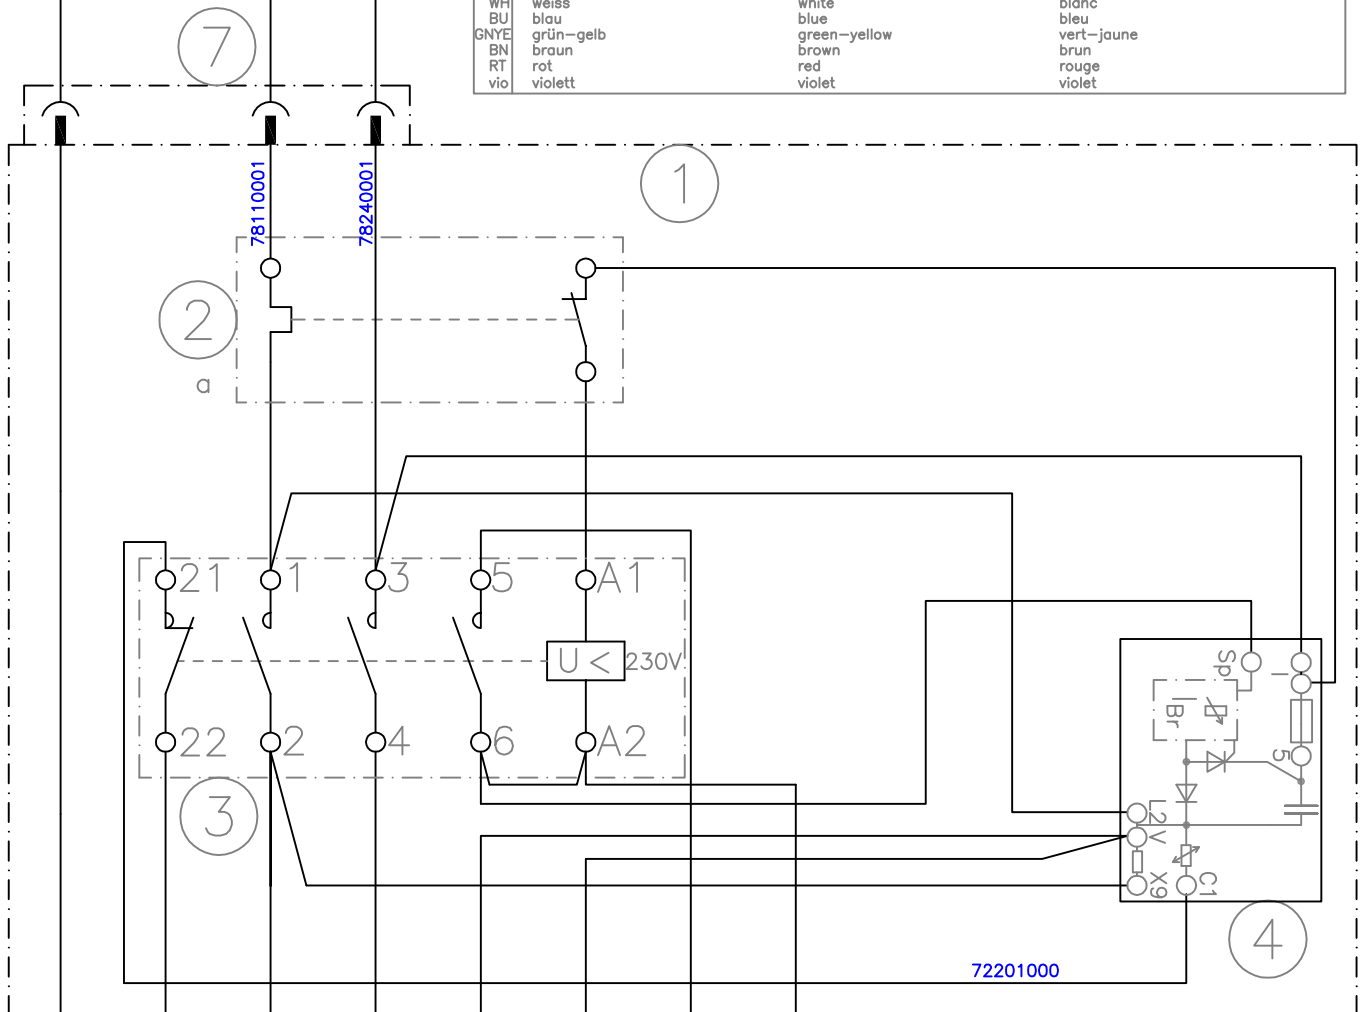 WH weiss white blanc
BU blau blue bleu
GNYE grün-gelb green-yellow vert-jaune
BN braun brown brun
RT rot red rouge
vio violett violet violet
7
1
78110001
78240001
2
a
21 1 3 5 A1
U < 230V
22 2 4 6 A2
3
Sp
I
Br
5
L2
V
X9
C1
4
72201000